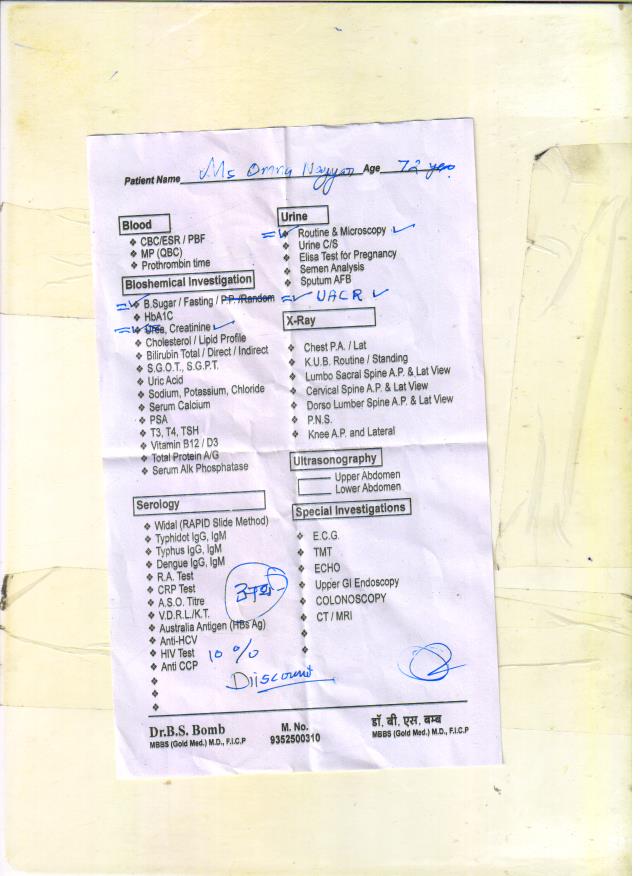 Patient Name Ms Age 72
Blood
CBC/ESR / PBF
MP (QBC)
Prothrombin time
Bioshemical Investigation
B.Sugar / Fasting / P.P. /Random
HbA1C
Urea, Creatinine
Cholesterol / Lipid Profile
Bilirubin Total / Direct / Indirect
S.G.O.T., S.G.P.T.
Uric Acid
Sodium, Potassium, Chloride
Serum Calcium
PSA
T3, T4, TSH
Vitamin B12 / D3
Total Protein A/G
Serum Alk Phosphatase
Serology
Widal (RAPID Slide Method)
Typhidot IgG, IgM
Typhus IgG, IgM
Dengue IgG, IgM
R.A. Test
CRP Test
A.S.O. Titre
V.D.R.L./K.T.
Australia Antigen (HBs Ag)
Anti-HCV
HIV Test
Anti CCP
10 %
Diiscount
Urine
Routine & Microscopy
Urine C/S
Elisa Test for Pregnancy
Semen Analysis
Sputum AFB
UACR
X-Ray
Chest P.A. / Lat
K.U.B. Routine / Standing
Lumbo Sacral Spine A.P. & Lat View
Cervical Spine A.P. & Lat View
Dorso Lumber Spine A.P. & Lat View
P.N.S.
Knee A.P. and Lateral
Ultrasonography
Upper Abdomen
Lower Abdomen
Special Investigations
E.C.G.
TMT
ECHO
Upper GI Endoscopy
COLONOSCOPY
CT / MRI
Dr.B.S. Bomb
MBBS (Gold Med.) M.D., F.I.C.P
M. No.
9352500310
डॉ. बी. एस. बम्ब
MBBS (Gold Med.) M.D., F.I.C.P